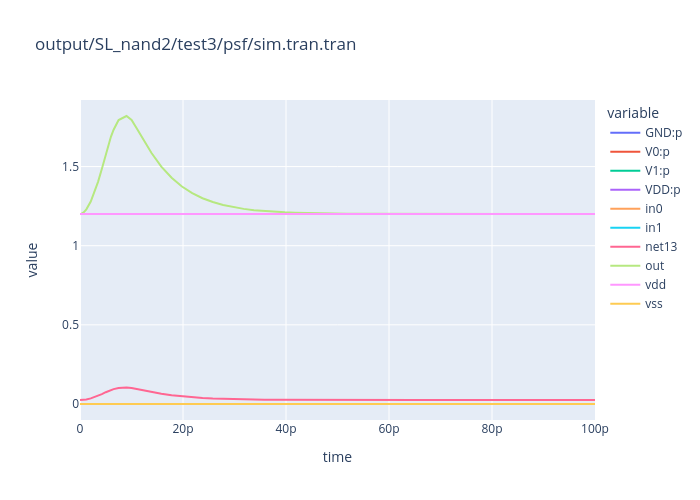 output/SL_nand2/test3/psf/sim.tran.tran
variable
GND:p
V0:p
V1:p
VDD:p
in0
in1
net13
out
vdd
vss
value
1.5
1
0.5
0
0
20p
40p
60p
80p
100p
time